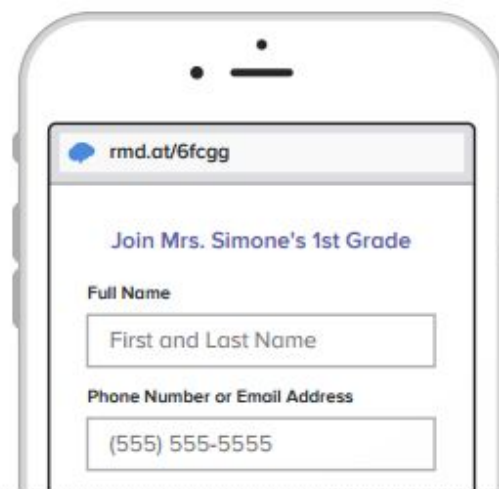 rmd.at/6fcgg
Join Mrs. Simone's 1st Grade
Full Name
First and Last Name
Phone Number or Email Address
(555) 555-5555